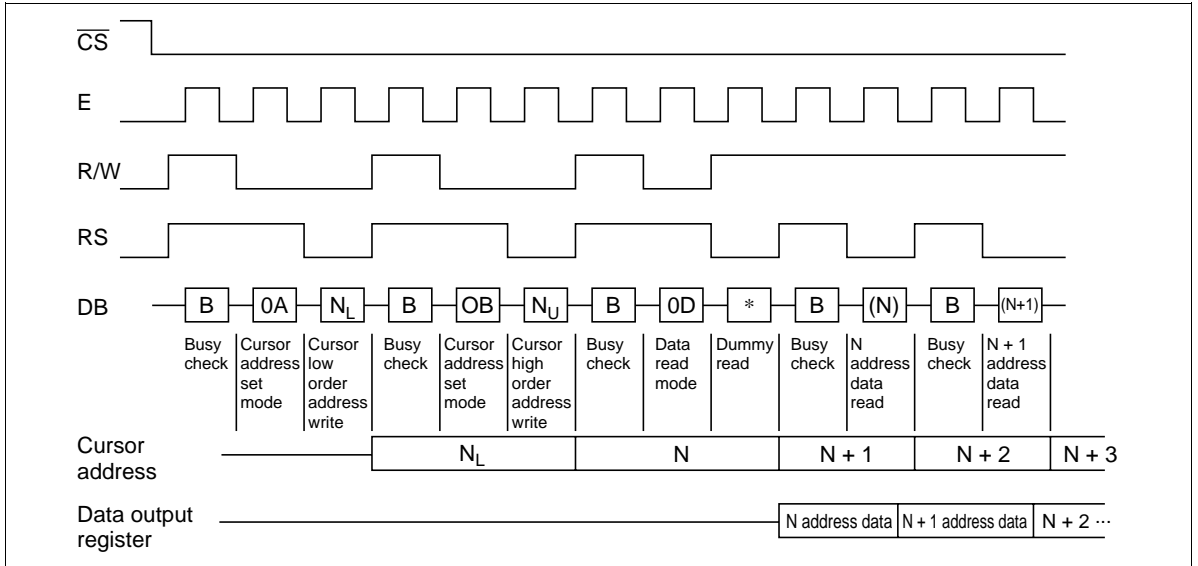 CS
E
R/W
RS
DB
B 0A NL B OB NU B 0D * B (N) B (N+1)
Busy check
Cursor address set mode
Cursor low order address write
Busy check
Cursor address set mode
Cursor high order address write
Busy check
Data read mode
Dummy read
Busy check
N address data read
Busy check
N + 1 address data read
Cursor address
NL N N + 1 N + 2 N + 3
Data output register
N address data N + 1 address data N + 2 ···